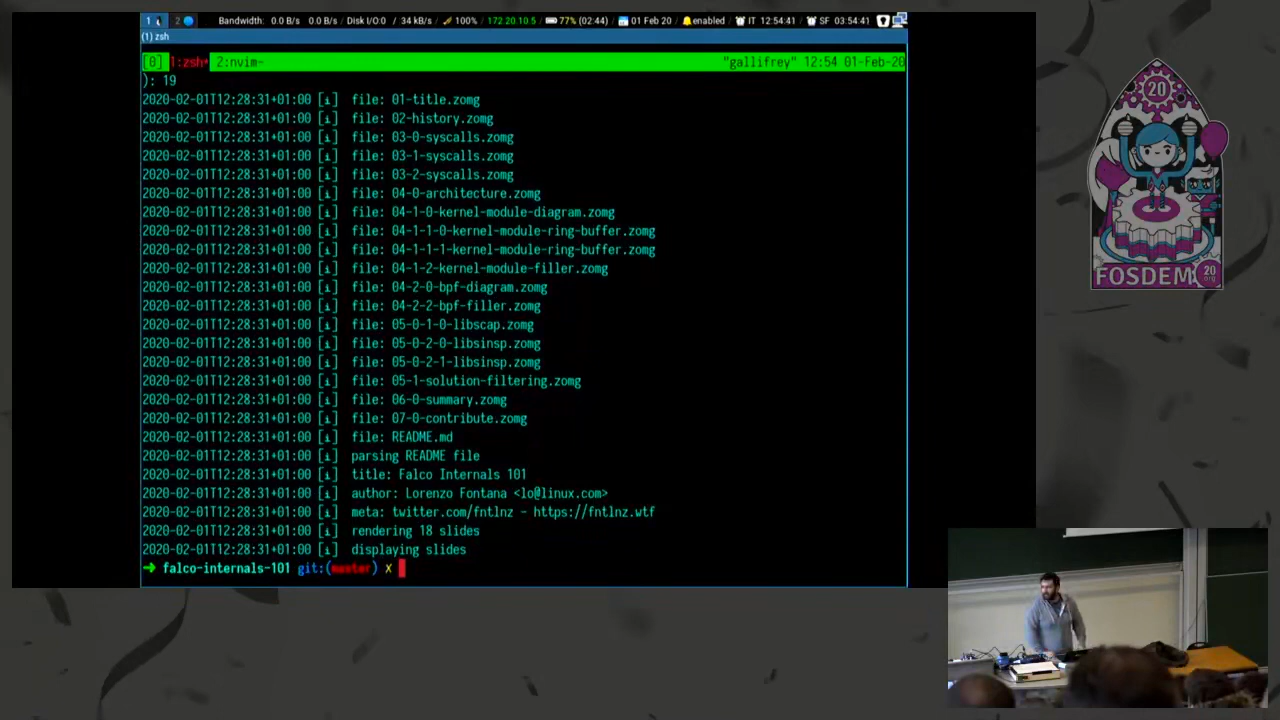 1 2 Bandwidth: 0.0 B/s 0.0 B/s Disk I/O:0 / 34 kB/s 100% 172.20.10.5 77% (02:44) 01 Feb 20 enabled IT 12:54:41 SF 03:54:41
(1) zsh
[0] 1:zsh* 2:nvim- "gallifrey" 12:54 01-Feb-20
): 19
2020-02-01T12:28:31+01:00 [i] file: 01-title.zomg
2020-02-01T12:28:31+01:00 [i] file: 02-history.zomg
2020-02-01T12:28:31+01:00 [i] file: 03-0-syscalls.zomg
2020-02-01T12:28:31+01:00 [i] file: 03-1-syscalls.zomg
2020-02-01T12:28:31+01:00 [i] file: 03-2-syscalls.zomg
2020-02-01T12:28:31+01:00 [i] file: 04-0-architecture.zomg
2020-02-01T12:28:31+01:00 [i] file: 04-1-0-kernel-module-diagram.zomg
2020-02-01T12:28:31+01:00 [i] file: 04-1-1-0-kernel-module-ring-buffer.zomg
2020-02-01T12:28:31+01:00 [i] file: 04-1-1-1-kernel-module-ring-buffer.zomg
2020-02-01T12:28:31+01:00 [i] file: 04-1-2-kernel-module-filler.zomg
2020-02-01T12:28:31+01:00 [i] file: 04-2-0-bpf-diagram.zomg
2020-02-01T12:28:31+01:00 [i] file: 04-2-2-bpf-filler.zomg
2020-02-01T12:28:31+01:00 [i] file: 05-0-1-0-libscap.zomg
2020-02-01T12:28:31+01:00 [i] file: 05-0-2-0-libsinsp.zomg
2020-02-01T12:28:31+01:00 [i] file: 05-0-2-1-libsinsp.zomg
2020-02-01T12:28:31+01:00 [i] file: 05-1-solution-filtering.zomg
2020-02-01T12:28:31+01:00 [i] file: 06-0-summary.zomg
2020-02-01T12:28:31+01:00 [i] file: 07-0-contribute.zomg
2020-02-01T12:28:31+01:00 [i] file: README.md
2020-02-01T12:28:31+01:00 [i] parsing README file
2020-02-01T12:28:31+01:00 [i] title: Falco Internals 101
2020-02-01T12:28:31+01:00 [i] author: Lorenzo Fontana <lo@linux.com>
2020-02-01T12:28:31+01:00 [i] meta: twitter.com/fntlnz - https://fntlnz.wtf
2020-02-01T12:28:31+01:00 [i] rendering 18 slides
2020-02-01T12:28:31+01:00 [i] displaying slides
➜ falco-internals-101 git:(master) ✗
20
FOSDEM 20
.org